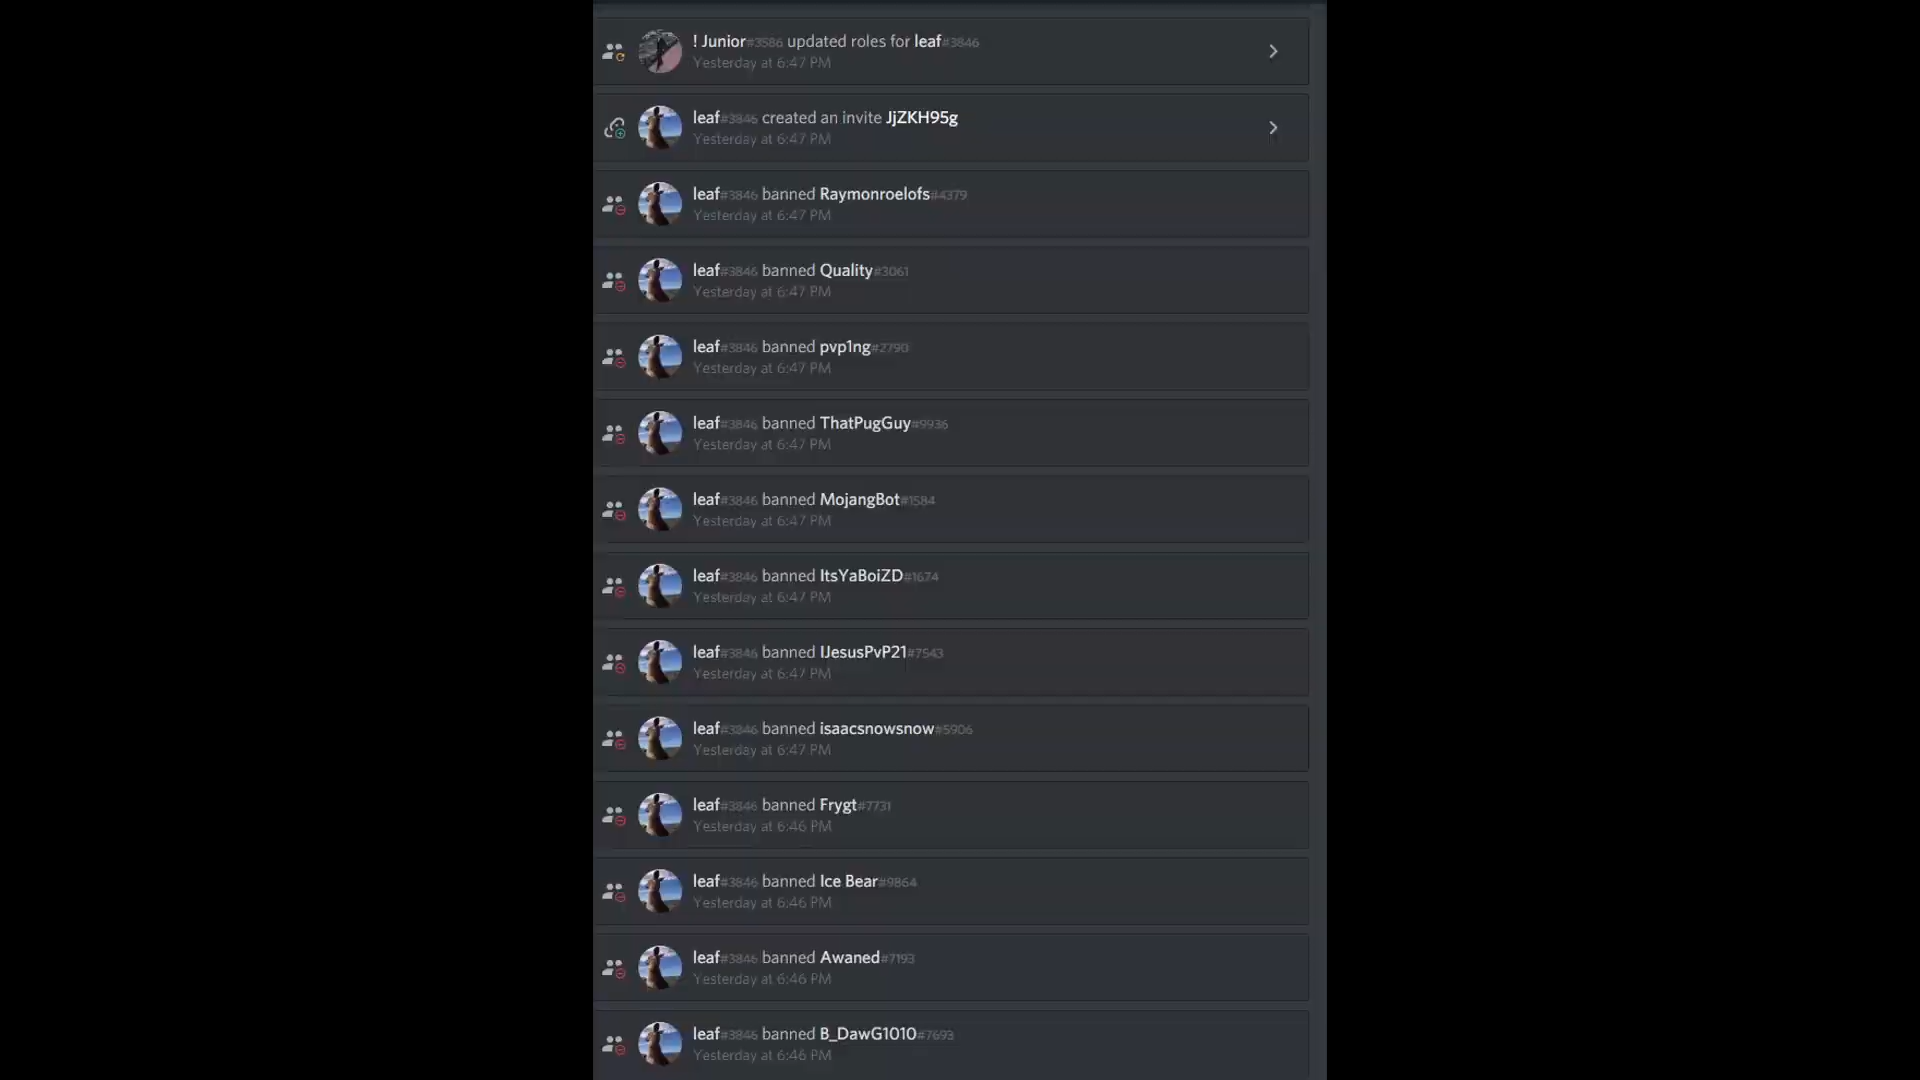 ! Junior#3586 updated roles for leaf#3846
Yesterday at 6:47 PM
leaf#3846 created an invite JjZKH95g
Yesterday at 6:47 PM
leaf#3846 banned Raymonroelofs#4379
Yesterday at 6:47 PM
leaf#3846 banned Quality#3061
Yesterday at 6:47 PM
leaf#3846 banned pvp1ng#2790
Yesterday at 6:47 PM
leaf#3846 banned ThatPugGuy#9936
Yesterday at 6:47 PM
leaf#3846 banned MojangBot#1584
Yesterday at 6:47 PM
leaf#3846 banned ItsYaBoiZD#1674
Yesterday at 6:47 PM
leaf#3846 banned IJesusPvP21#7543
Yesterday at 6:47 PM
leaf#3846 banned isaacsnowsnow#5906
Yesterday at 6:47 PM
leaf#3846 banned Frygt#7731
Yesterday at 6:46 PM
leaf#3846 banned Ice Bear#9864
Yesterday at 6:46 PM
leaf#3846 banned Awaned#7193
Yesterday at 6:46 PM
leaf#3846 banned B_DawG1010#7693
Yesterday at 6:46 PM